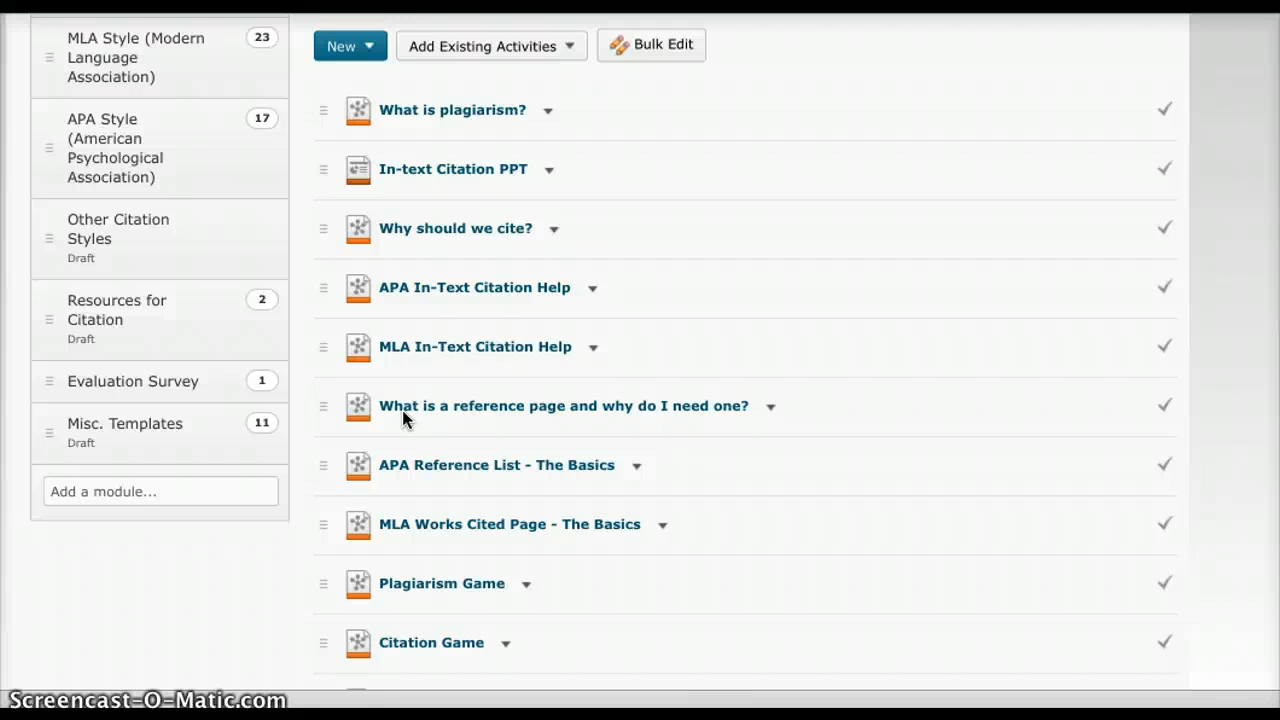 MLA Style (Modern
Language
Association)
23
APA Style
(American
Psychological
Association)
17
Other Citation
Styles
Draft
Resources for
Citation
2
Draft
Evaluation Survey
1
Misc. Templates
11
Draft
Add a module...
New
Add Existing Activities
Bulk Edit
What is plagiarism?
In-text Citation PPT
Why should we cite?
APA In-Text Citation Help
MLA In-Text Citation Help
What is a reference page and why do I need one?
APA Reference List - The Basics
MLA Works Cited Page - The Basics
Plagiarism Game
Citation Game
Screencast-O-Matic.com